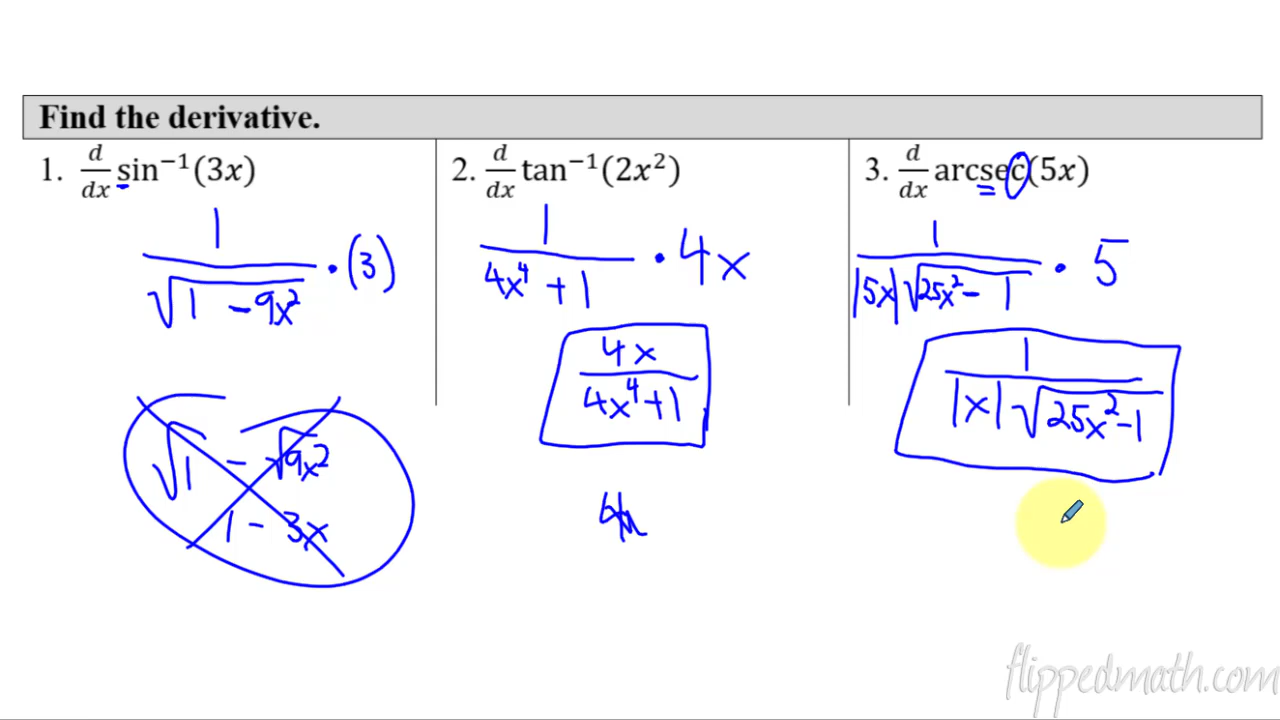 Find the derivative.
1. d/dx sin⁻¹(3x)
1/√(1 - 9x²) · (3)
√1 - √9x²
1 - 3x
2. d/dx tan⁻¹(2x²)
1/(4x⁴ + 1) · 4x
4x/(4x⁴ + 1)
3. d/dx arcsec(5x)
1/(|5x|√(25x² - 1)) · 5
1/(|x|√(25x² - 1))
flippedmath.com